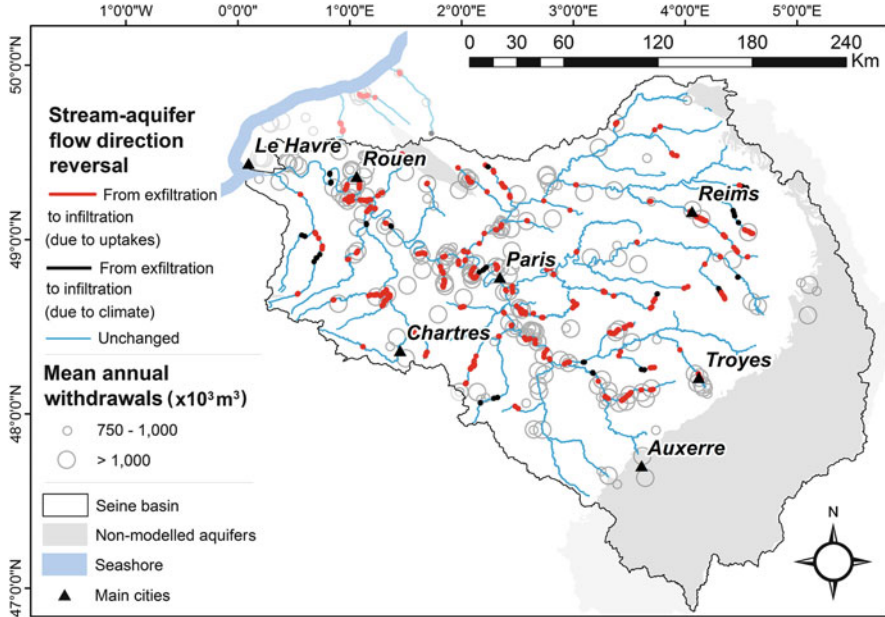 1°0'0"W 0°0'0" 1°0'0"E 2°0'0"E 3°0'0"E 4°0'0"E 5°0'0"E
0 30 60 120 180 240
Km
50°0'0"N
49°0'0"N
48°0'0"N
47°0'0"N
Stream-aquifer
flow direction
reversal
From exfiltration
to infiltration
(due to uptakes)
From exfiltration
to infiltration
(due to climate)
Unchanged
Mean annual
withdrawals (x10³m³)
750 - 1,000
> 1,000
Seine basin
Non-modelled aquifers
Seashore
Main cities
Le Havre
Rouen
Reims
Paris
Chartres
Troyes
Auxerre
N